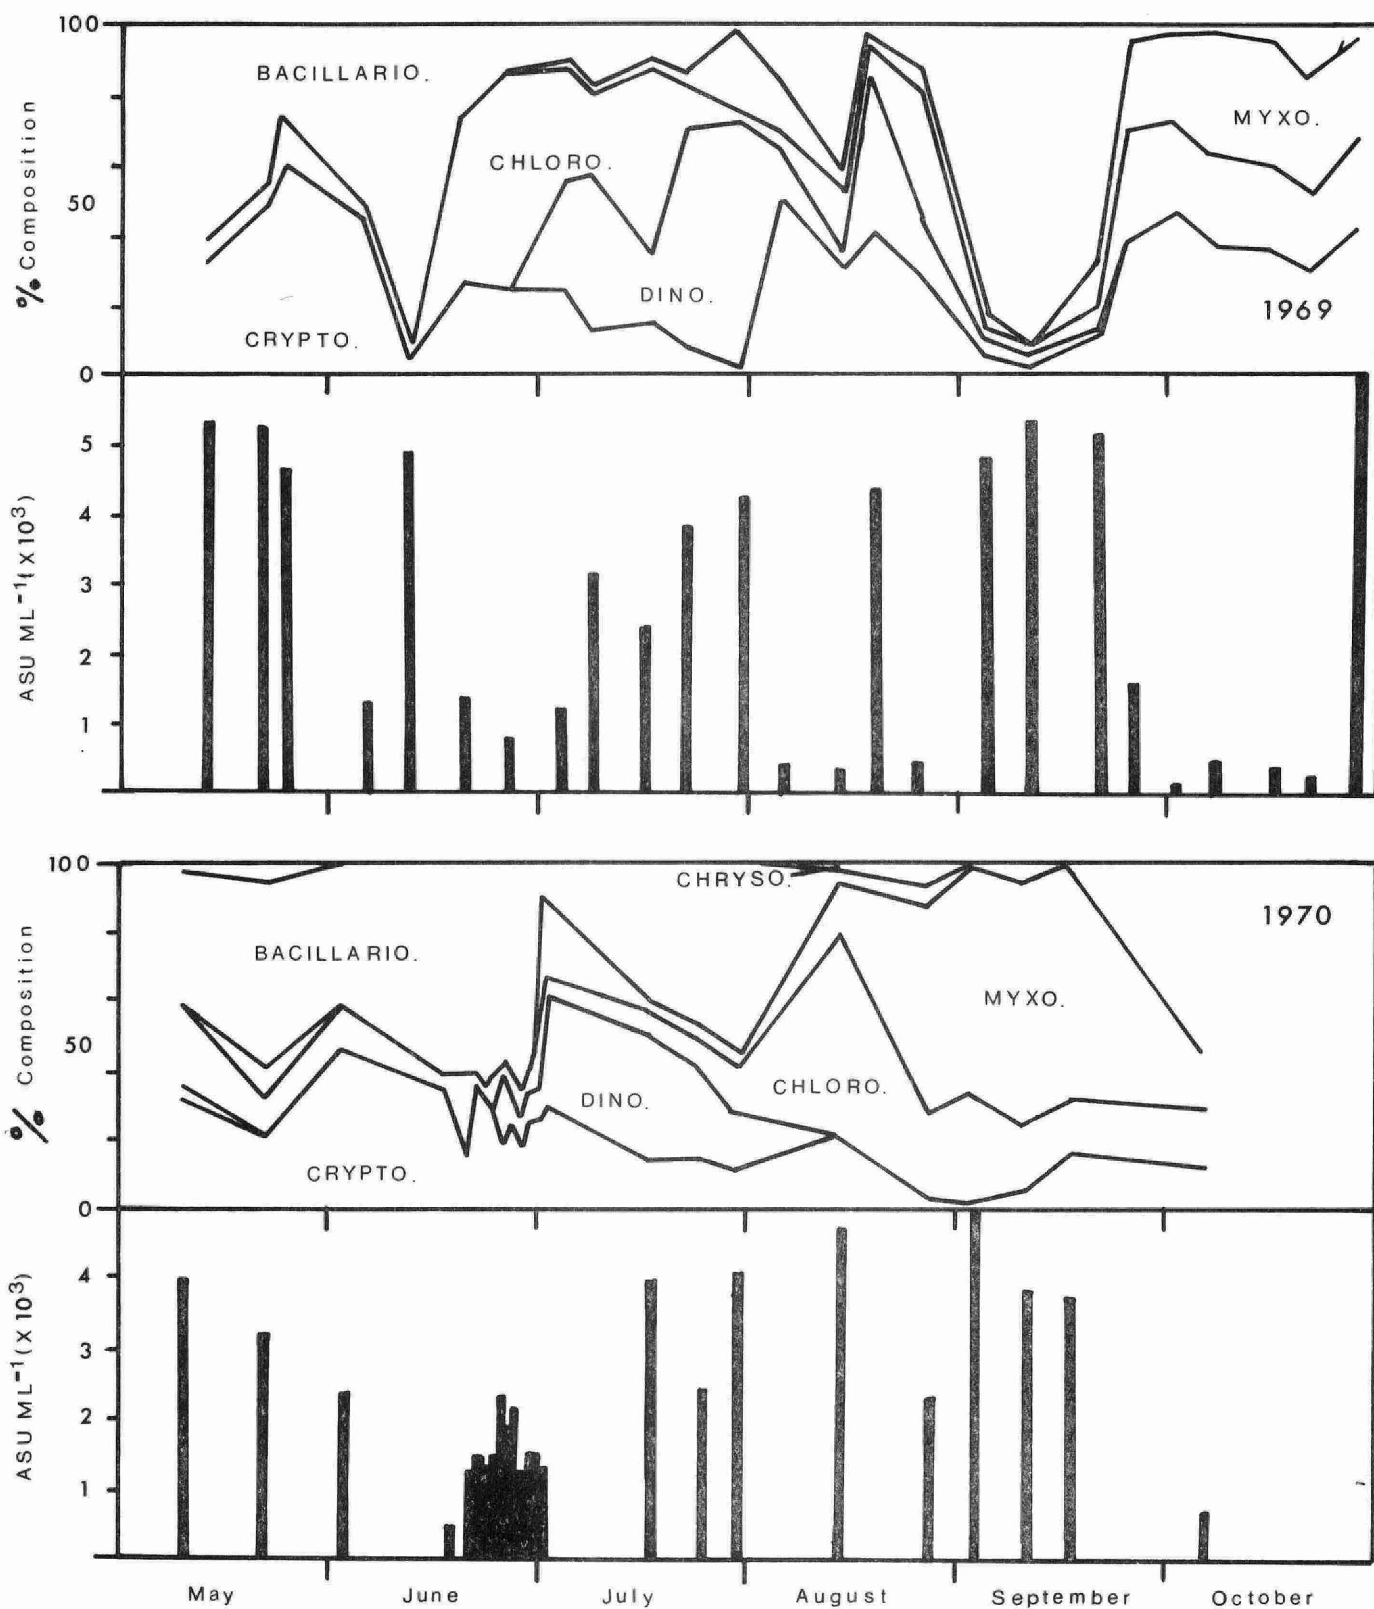 100
BACILLARIO.
MYXO.
CHLORO.
50
% Composition
DINO.
1969
CRYPTO.
0
5
4
3
2
1
ASU ML⁻¹( X 10³)
100
CHRYSO.
1970
BACILLARIO.
MYXO.
50
% Composition
CHLORO.
DINO.
CRYPTO.
0
4
3
2
1
ASU ML⁻¹( X 10³)
May June July August September October